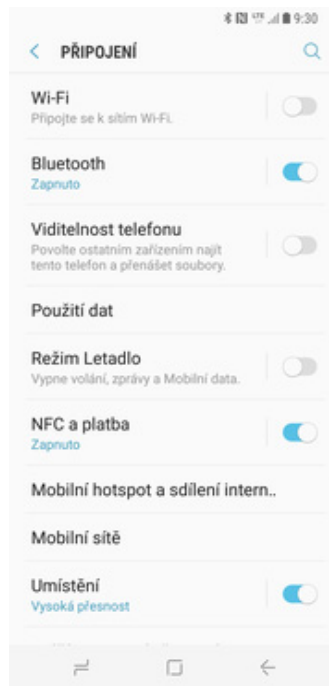 LTE 9:30
PŘIPOJENÍ
Wi-Fi
Připojte se k sítím Wi-Fi.
Bluetooth
Zapnuto
Viditelnost telefonu
Povolte ostatním zařízením najít
tento telefon a přenášet soubory.
Použití dat
Režim Letadlo
Vypne volání, zprávy a Mobilní data.
NFC a platba
Zapnuto
Mobilní hotspot a sdílení intern..
Mobilní sítě
Umístění
Vysoká přesnost